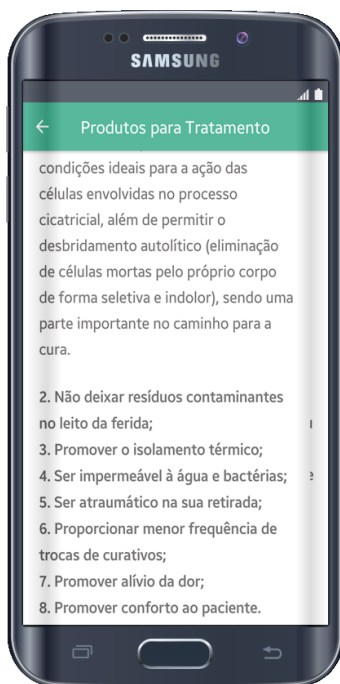 SAMSUNG
Produtos para Tratamento
condições ideais para a ação das
células envolvidas no processo
cicatricial, além de permitir o
desbridamento autolítico (eliminação
de células mortas pelo próprio corpo
de forma seletiva e indolor), sendo uma
parte importante no caminho para a
cura.
2. Não deixar resíduos contaminantes
no leito da ferida;
3. Promover o isolamento térmico;
4. Ser impermeável à água e bactérias;
5. Ser atraumático na sua retirada;
6. Proporcionar menor frequência de
trocas de curativos;
7. Promover alívio da dor;
8. Promover conforto ao paciente.